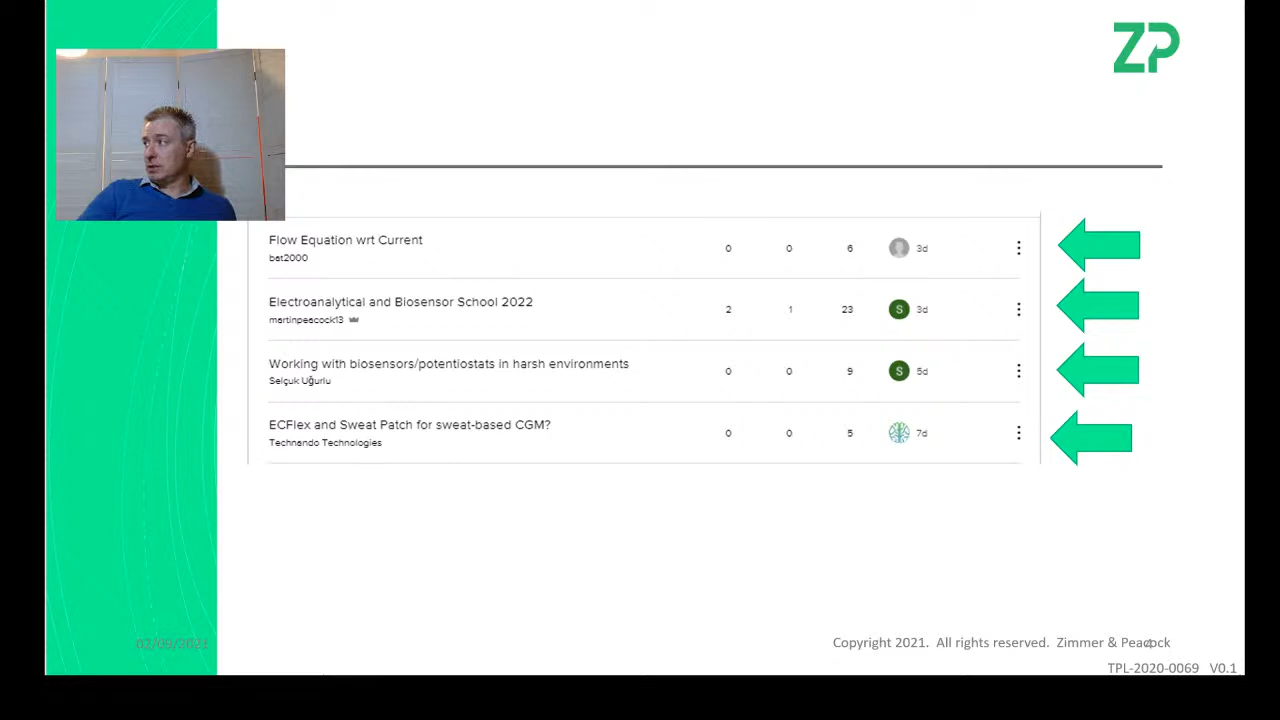 ZP
Flow Equation wrt Current
bat2000
0 0 6 3d
Electroanalytical and Biosensor School 2022
martinpeacock13
2 1 23 S 3d
Working with biosensors/potentiostats in harsh environments
Selçuk Uğurlu
0 0 9 S 5d
ECFlex and Sweat Patch for sweat-based CGM?
Technando Technologies
0 0 5 7d
02/09/2021
Copyright 2021. All rights reserved. Zimmer & Peacock
TPL-2020-0069 V0.1